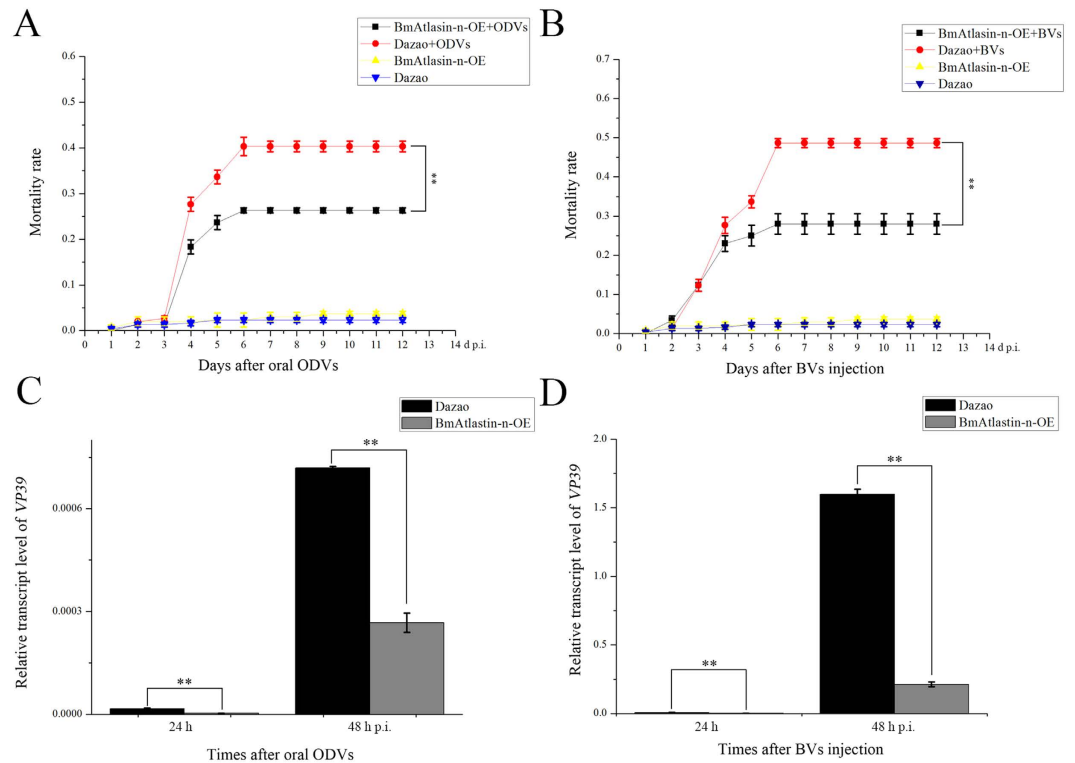 A
BmAtlasin-n-OE+ODVs
Dazao+ODVs
BmAtlasin-n-OE
Dazao
0.6
0.5
0.4
0.3
0.2
0.1
0.0
Mortality rate
**
0 1 2 3 4 5 6 7 8 9 10 11 12 13 14 d p.i.
Days after oral ODVs
B
BmAtlasin-n-OE+BVs
Dazao+BVs
BmAtlasin-n-OE
Dazao
0.7
0.6
0.5
0.4
0.3
0.2
0.1
0.0
Mortality rate
**
0 1 2 3 4 5 6 7 8 9 10 11 12 13 14 d p.i.
Days after BVs injection
C
Dazao
BmAtlastin-n-OE
0.0006
0.0003
0.0000
Relative transcript level of VP39
**
**
24 h 48 h p.i.
Times after oral ODVs
D
Dazao
BmAtlastin-n-OE
2.0
1.5
1.0
0.5
0.0
Relative transcript level of VP39
**
**
24 h 48 h p.i.
Times after BVs injection